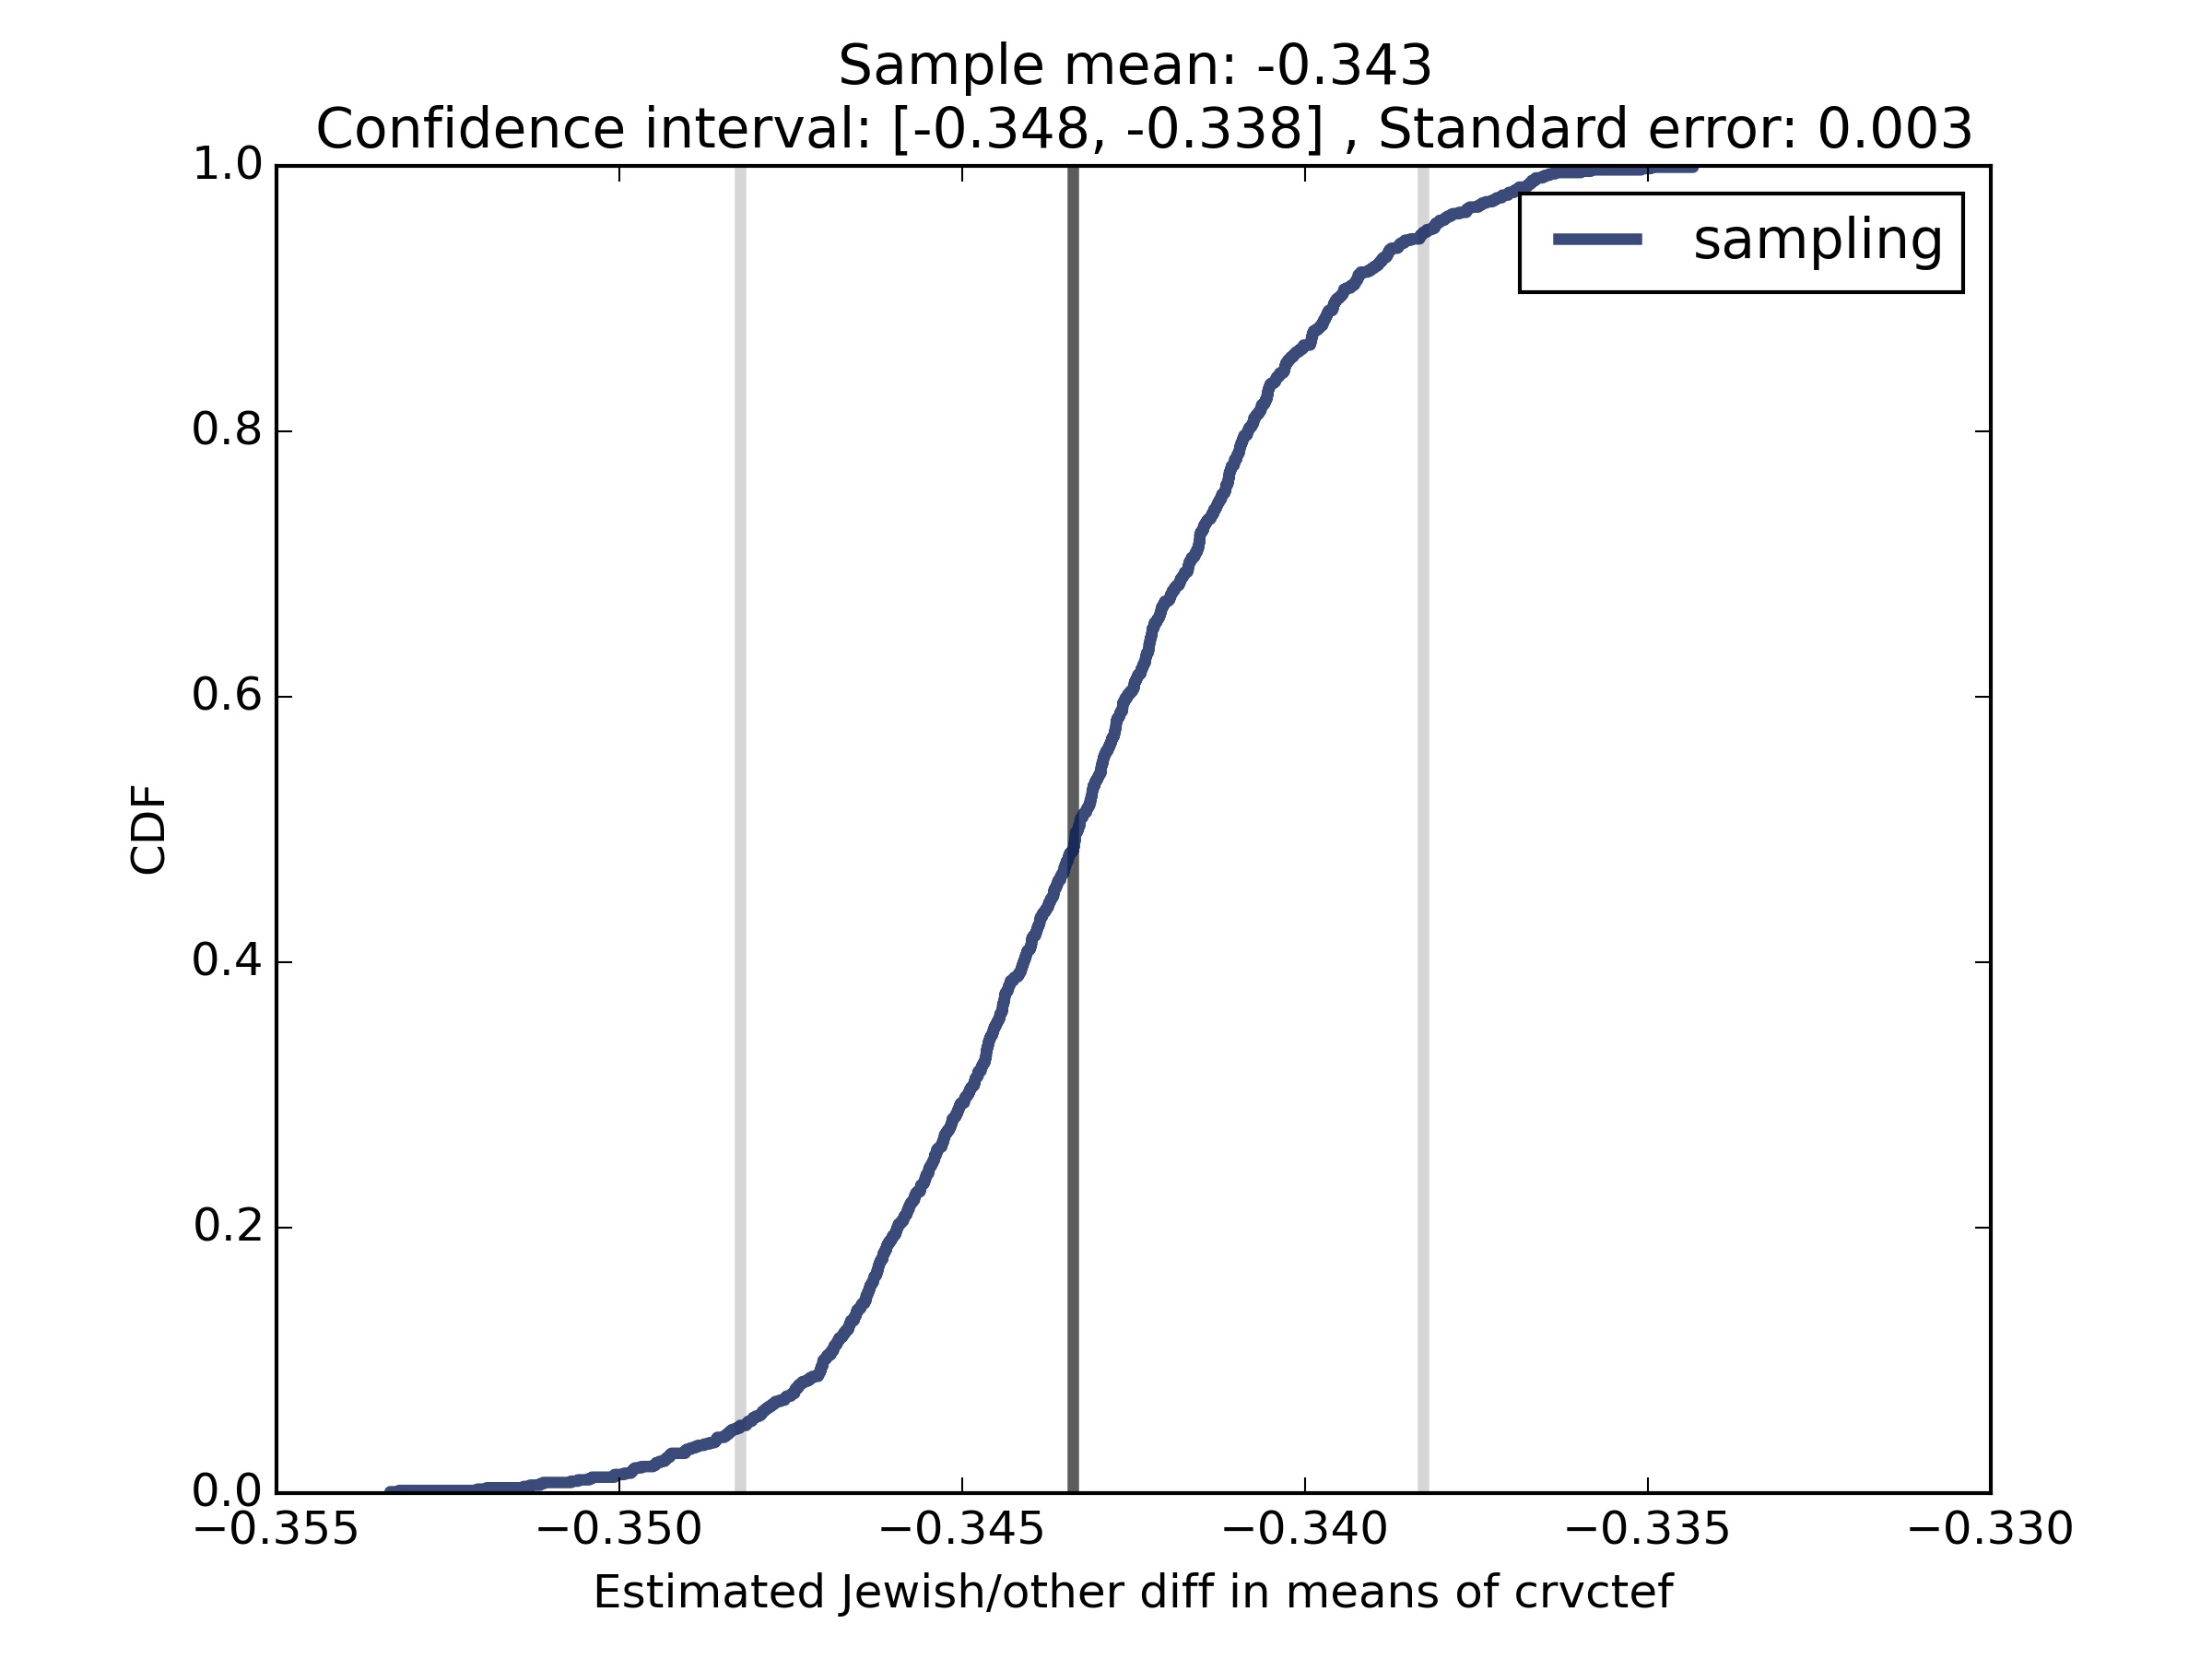 Sample mean: -0.343
Confidence interval: [-0.348, -0.338] , Standard error: 0.003
1.0
sampling
0.8
0.6
CDF
0.4
0.2
0.0
−0.355 −0.350 −0.345 −0.340 −0.335 −0.330
Estimated Jewish/other diff in means of crvctef